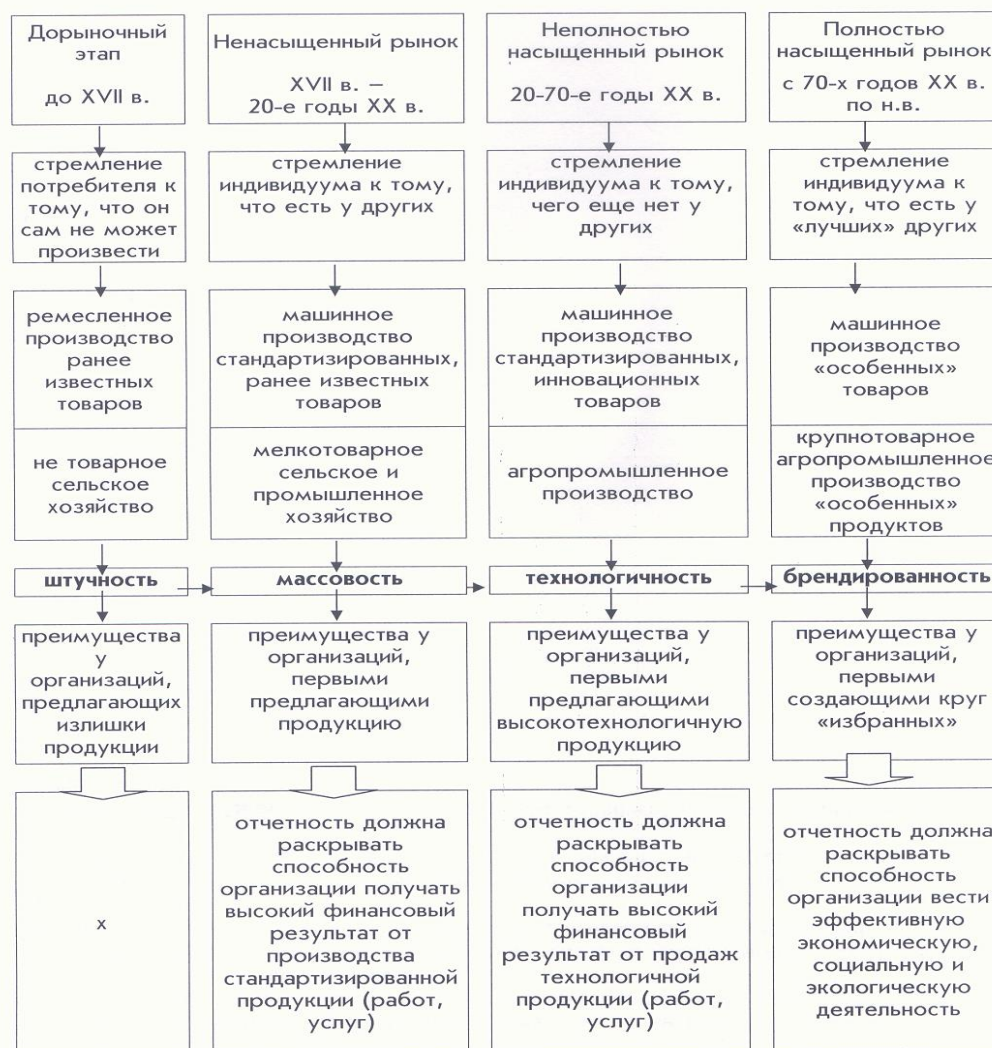 Дорыночный
этап
до XVII в.
стремление
потребителя к
тому, что он
сам не может
произвести
ремесленное
производство
ранее
известных
товаров
не товарное
сельское
хозяйство
штучность
преимущества
у
организаций,
предлагающих
излишки
продукции
х
Ненасыщенный рынок
XVII в. –
20-е годы XX в.
стремление
индивидуума к тому,
что есть у других
машинное
производство
стандартизированных,
ранее известных
товаров
мелкотоварное
сельское и
промышленное
хозяйство
массовость
преимущества у
организаций,
первыми
предлагающими
продукцию
отчетность должна
раскрывать
способность
организации получать
высокий финансовый
результат от
производства
стандартизированной
продукции (работ,
услуг)
Неполностью
насыщенный рынок
20-70-е годы XX в.
стремление
индивидуума к тому,
чего еще нет у
других
машинное
производство
стандартизированных,
инновационных
товаров
агропромышленное
производство
технологичность
преимущества у
организаций,
первыми
предлагающими
высокотехнологичную
продукцию
отчетность должна
раскрывать
способность
организации
получать высокий
финансовый
результат от продаж
технологичной
продукции (работ,
услуг)
Полностью
насыщенный рынок
с 70-х годов XX в.
по н.в.
стремление
индивидуума к
тому, что есть у
«лучших» других
машинное
производство
«особенных»
товаров
крупнотоварное
агропромышленное
производство
«особенных»
продуктов
брендированность
преимущества у
организаций,
первыми
создающими круг
«избранных»
отчетность должна
раскрывать
способность
организации вести
эффективную
экономическую,
социальную и
экологическую
деятельность